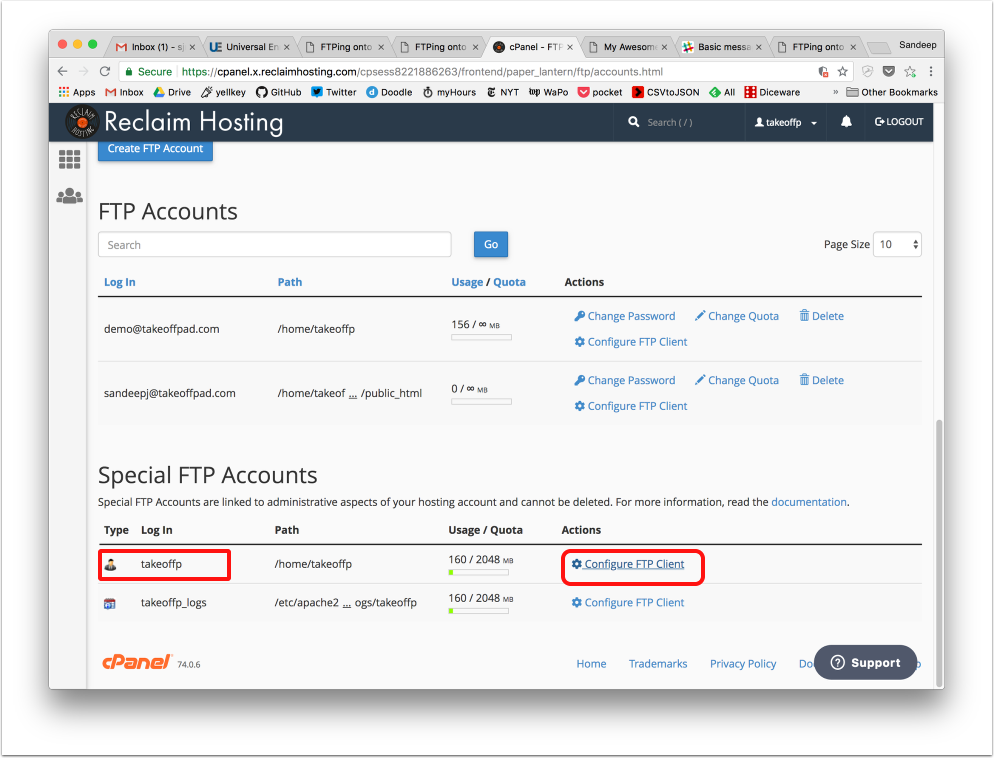 Inbox (1) – sj
Universal En
FTPing onto
FTPing onto
cPanel - FTP
My Awesom
Basic messa
FTPing onto
Sandeep
Secure https://cpanel.x.reclaimhosting.com/cpsess8221886263/frontend/paper_lantern/ftp/accounts.html
Apps Inbox Drive yellkey GitHub Twitter Doodle myHours NYT WaPo pocket CSVtoJSON All Diceware » Other Bookmarks
RECLAIM HOSTING Reclaim Hosting Search ( / ) takeoffp LOGOUT
Create FTP Account
FTP Accounts
Search Go Page Size 10
Log In Path Usage / Quota Actions
demo@takeoffpad.com /home/takeoffp 156 / ∞ MB Change Password Change Quota Delete
Configure FTP Client
sandeepj@takeoffpad.com /home/takeof ... /public_html 0 / ∞ MB Change Password Change Quota Delete
Configure FTP Client
Special FTP Accounts
Special FTP Accounts are linked to administrative aspects of your hosting account and cannot be deleted. For more information, read the documentation.
Type Log In Path Usage / Quota Actions
takeoffp /home/takeoffp 160 / 2048 MB Configure FTP Client
takeoffp_logs /etc/apache2 ... ogs/takeoffp 160 / 2048 MB Configure FTP Client
cPanel 74.0.6 Home Trademarks Privacy Policy Do Support